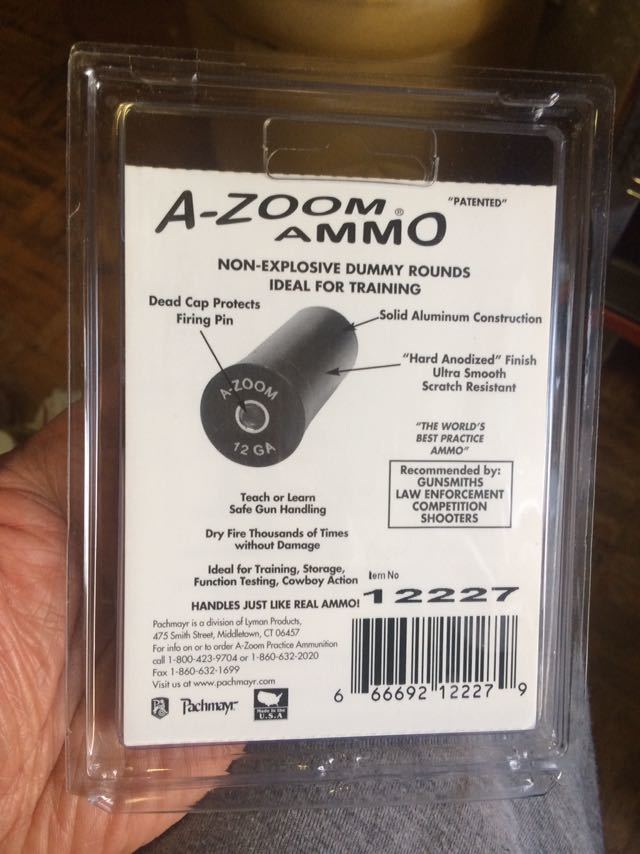 A-ZOOM®
AMMO
"PATENTED"
NON-EXPLOSIVE DUMMY ROUNDS
IDEAL FOR TRAINING
Dead Cap Protects
Firing Pin
Solid Aluminum Construction
"Hard Anodized" Finish
Ultra Smooth
Scratch Resistant
A-ZOOM
12 GA
"THE WORLD'S
BEST PRACTICE
AMMO"
Recommended by:
GUNSMITHS
LAW ENFORCEMENT
COMPETITION
SHOOTERS
Teach or Learn
Safe Gun Handling
Dry Fire Thousands of Times
without Damage
Ideal for Training, Storage,
Function Testing, Cowboy Action
HANDLES JUST LIKE REAL AMMO!
Item No
12227
Pachmayr is a division of Lyman Products,
475 Smith Street, Middletown, CT 06457
For info on or to order A-Zoom Practice Ammunition
call 1-800-423-9704 or 1-860-632-2020
Fax 1-860-632-1699
Visit us at www.pachmayr.com
Pachmayr
Made in the
U.S.A
6 66692 12227 9